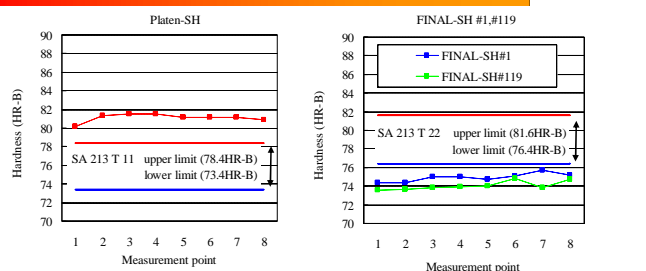 Platen-SH
Hardness (HR-B)
90
88
86
84
82
80
78
76
74
72
70
SA 213 T 11 upper limit (78.4HR-B)
lower limit (73.4HR-B)
1 2 3 4 5 6 7 8
Measurement point
FINAL-SH #1,#119
Hardness (HR-B)
90
88
86
84
82
80
78
76
74
72
70
FINAL-SH#1
FINAL-SH#119
SA 213 T 22 upper limit (81.6HR-B)
lower limit (76.4HR-B)
1 2 3 4 5 6 7 8
Measurement point